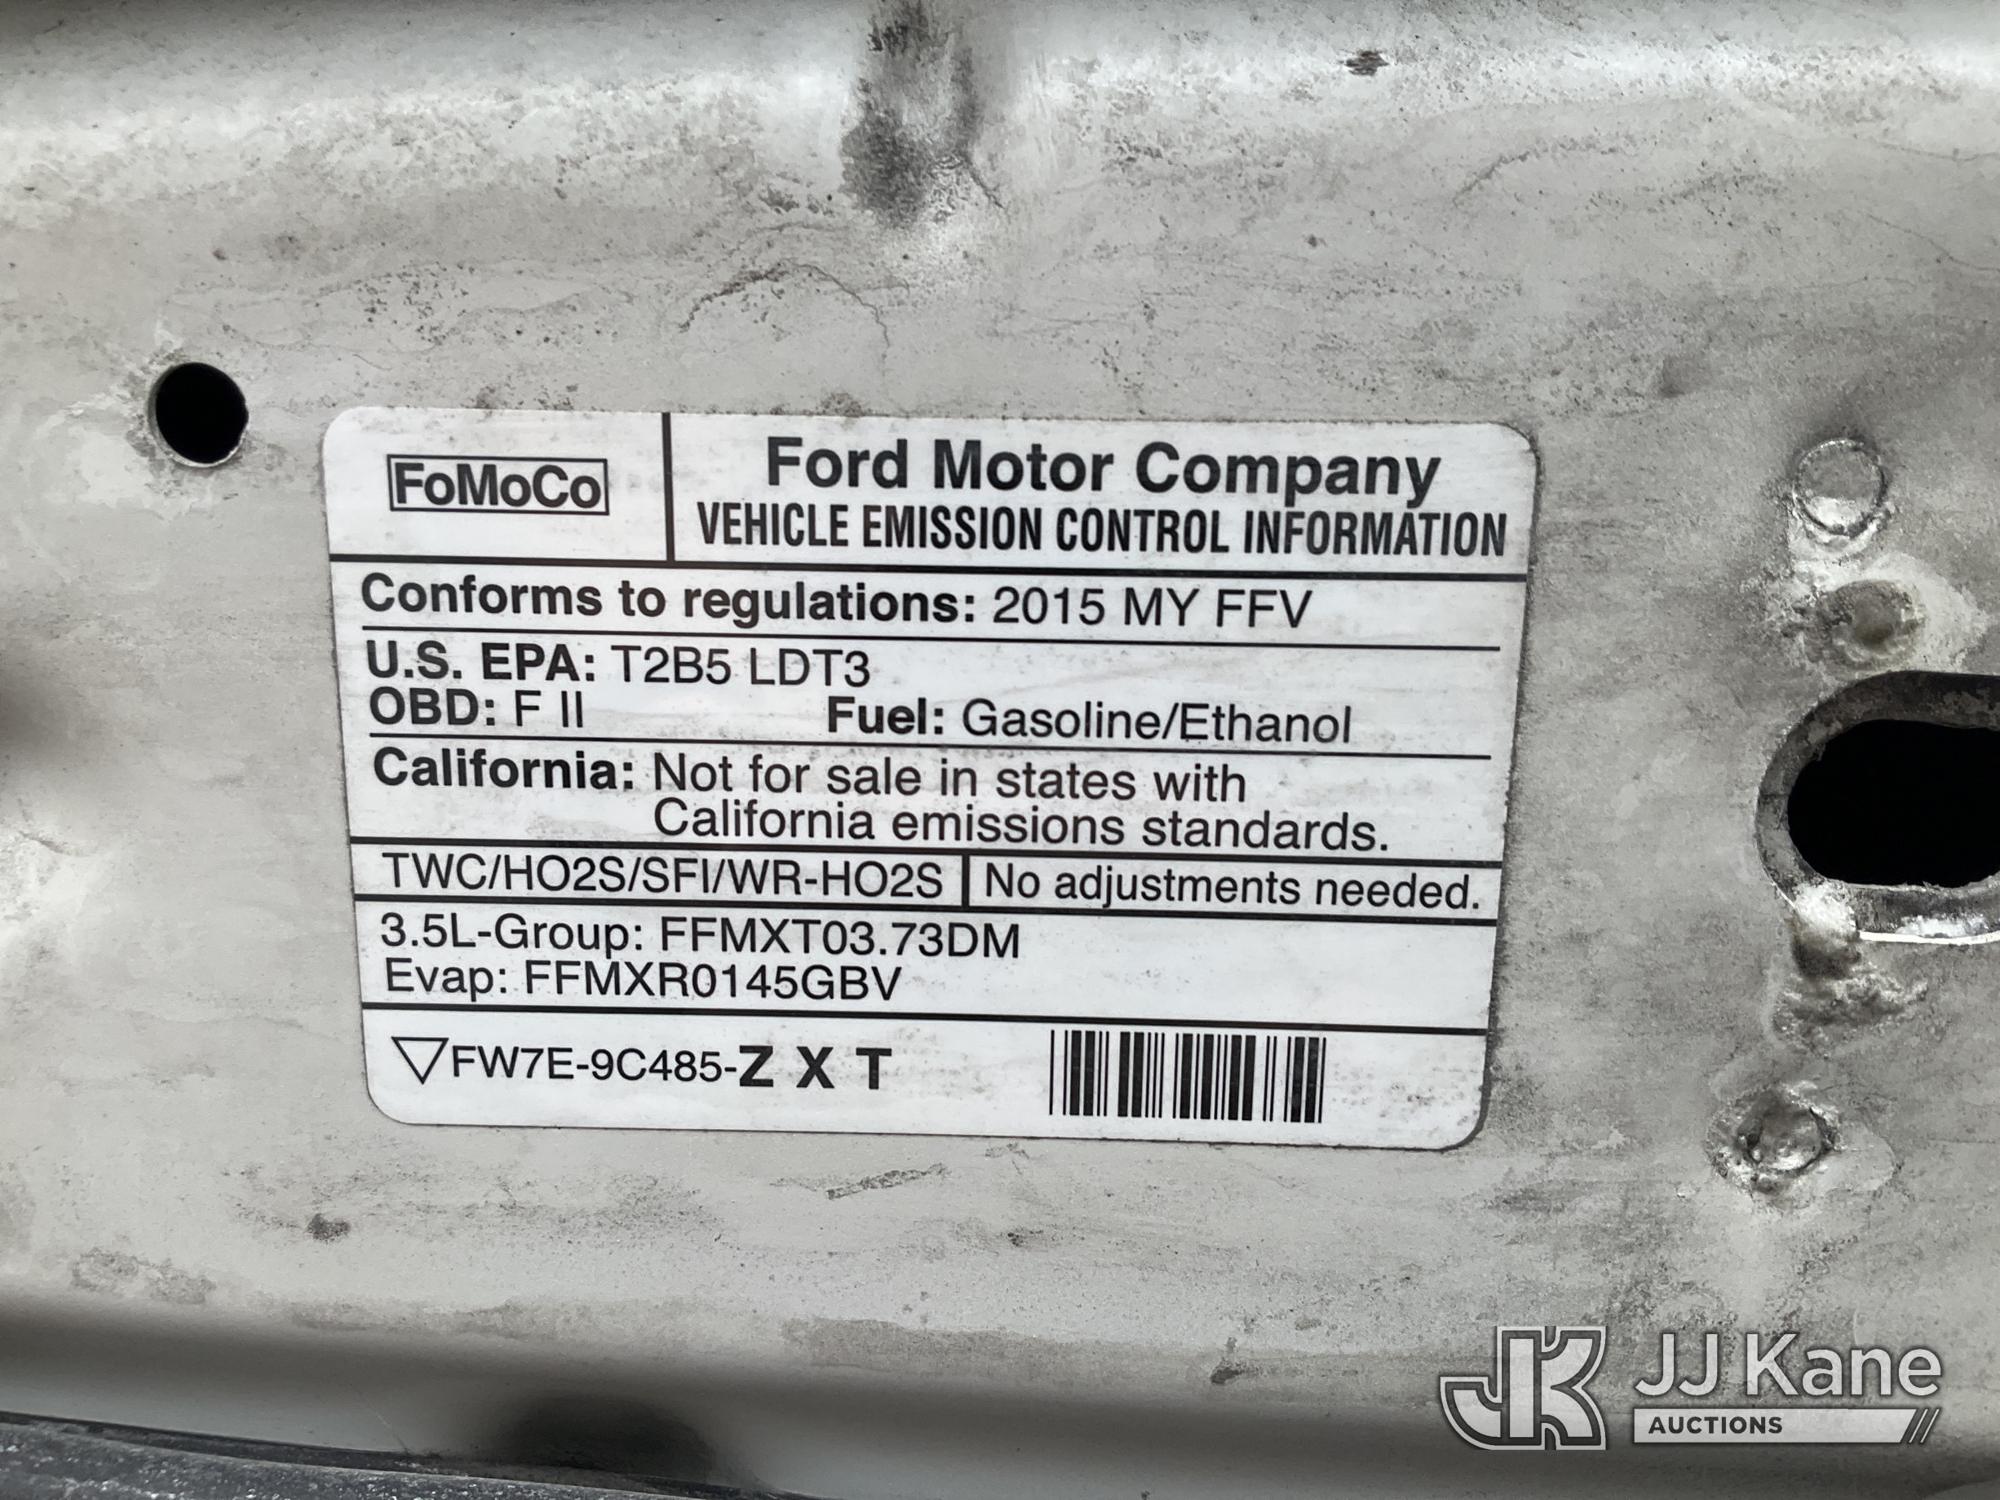 FoMoCo
Ford Motor Company
VEHICLE EMISSION CONTROL INFORMATION
Conforms to regulations: 2015 MY FFV
U.S. EPA: T2B5 LDT3
OBD: F II Fuel: Gasoline/Ethanol
California: Not for sale in states with
California emissions standards.
TWC/HO2S/SFI/WR-HO2S No adjustments needed.
3.5L-Group: FFMXT03.73DM
Evap: FFMXR0145GBV
FW7E-9C485-Z X T
JK JJ Kane
AUCTIONS